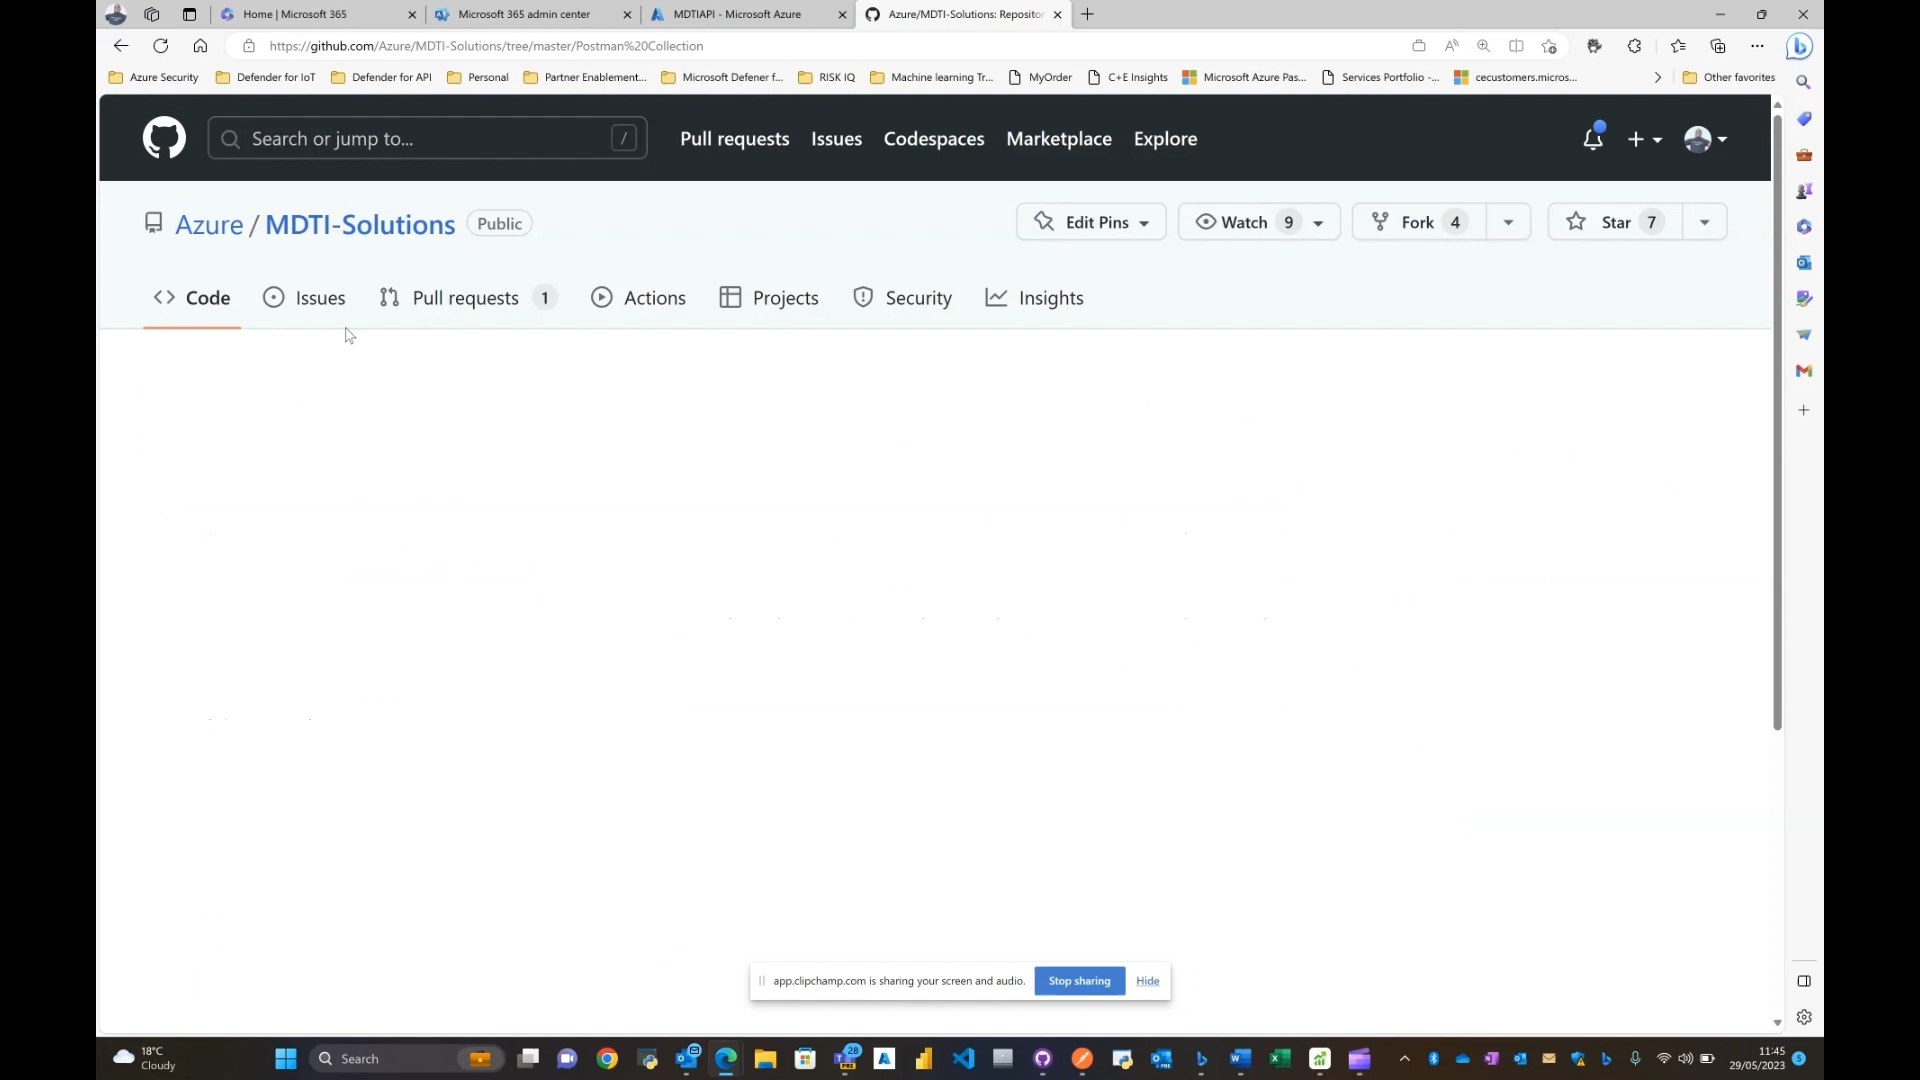 Home | Microsoft 365
Microsoft 365 admin center
MDTIAPI - Microsoft Azure
Azure/MDTI-Solutions: Repositor
https://github.com/Azure/MDTI-Solutions/tree/master/Postman%20Collection
Azure Security
Defender for IoT
Defender for API
Personal
Partner Enablement...
Microsoft Defener f...
RISK IQ
Machine learning Tr...
MyOrder
C+E Insights
Microsoft Azure Pas...
Services Portfolio -...
cecustomers.micros...
Other favorites
Search or jump to...
/
Pull requests
Issues
Codespaces
Marketplace
Explore
Azure / MDTI-Solutions
Public
Edit Pins
Watch 9
Fork 4
Star 7
Code
Issues
Pull requests 1
Actions
Projects
Security
Insights
app.clipchamp.com is sharing your screen and audio.
Stop sharing
Hide
18°C
Cloudy
Search
28
PRE
11:45
29/05/2023
5